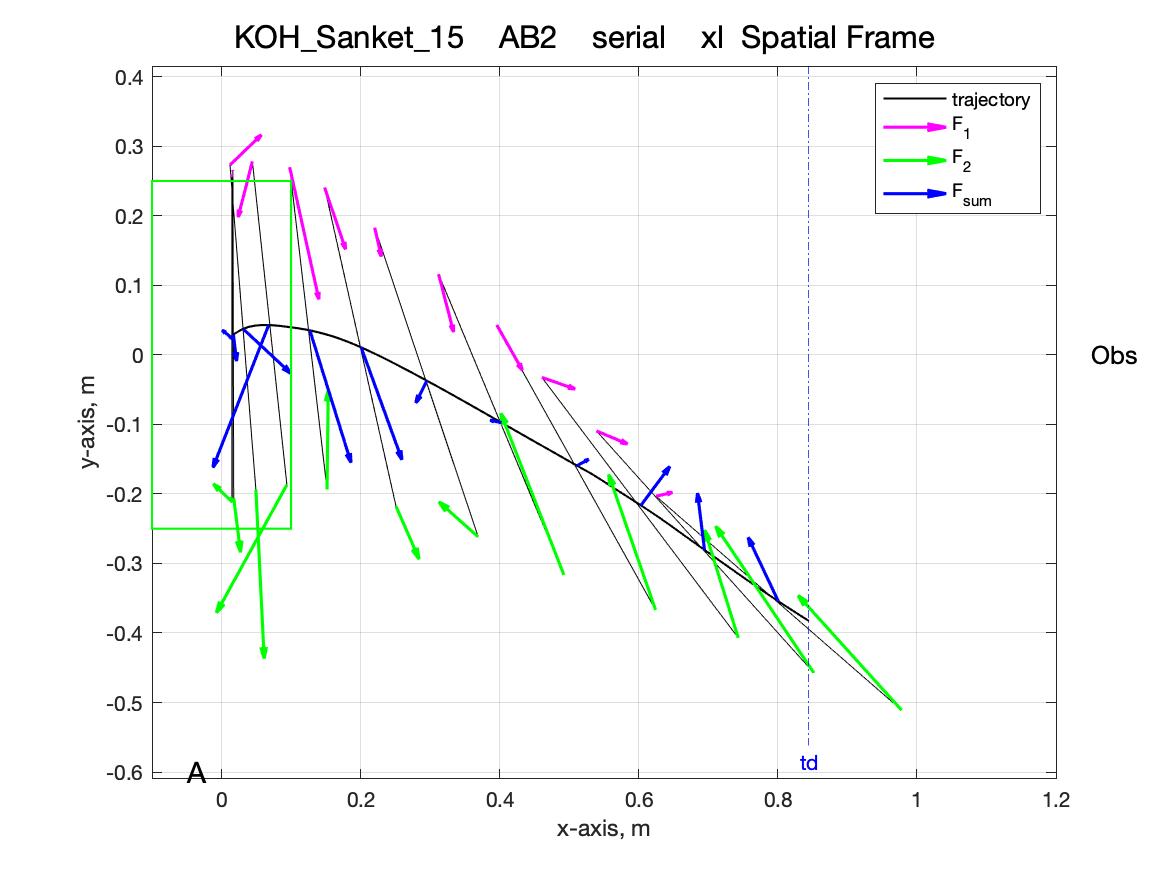 KOH_Sanket_15 AB2 serial xl Spatial Frame
0.4
0.3
0.2
0.1
0
-0.1
-0.2
-0.3
-0.4
-0.5
-0.6
y-axis, m
trajectory
F1
F2
Fsum
Obs
td
A
0 0.2 0.4 0.6 0.8 1 1.2
x-axis, m